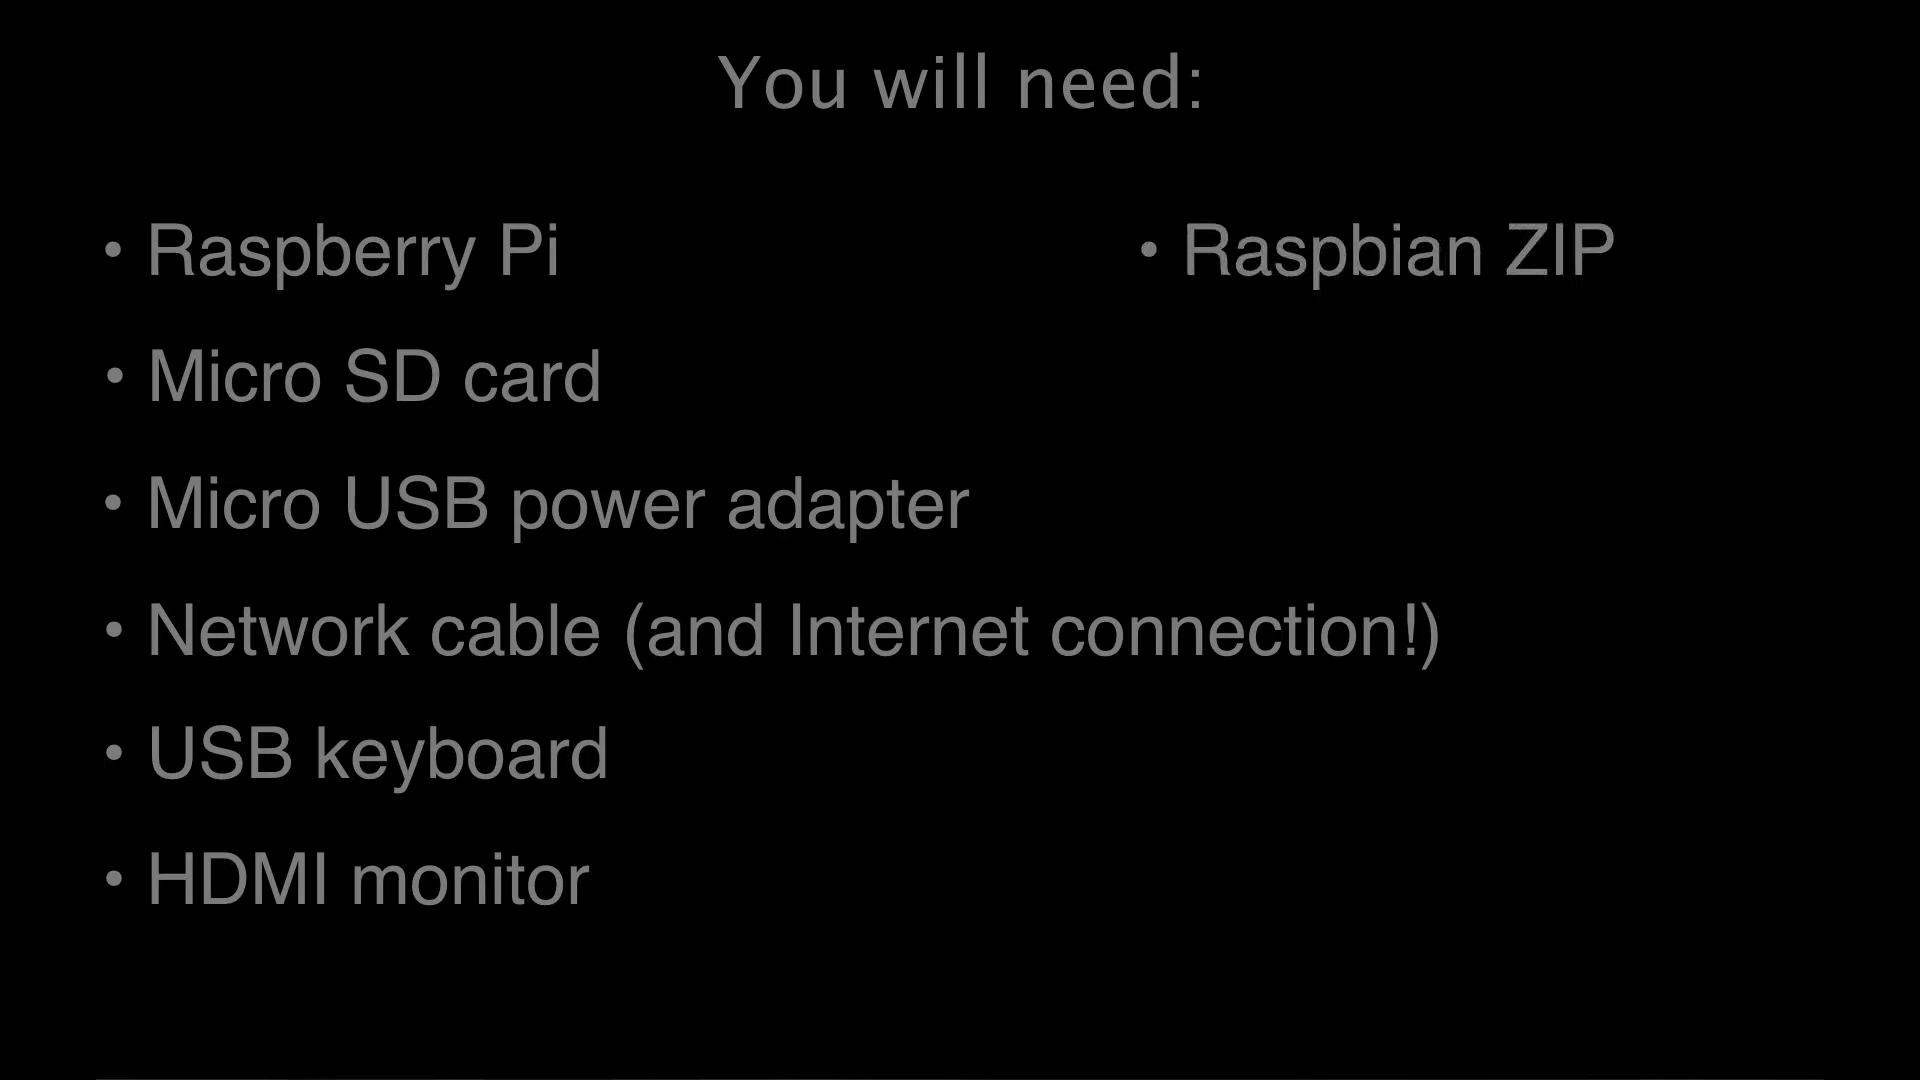 You will need:
• Raspberry Pi
• Micro SD card
• Micro USB power adapter
• Network cable (and Internet connection!)
• USB keyboard
• HDMI monitor
• Raspbian ZIP